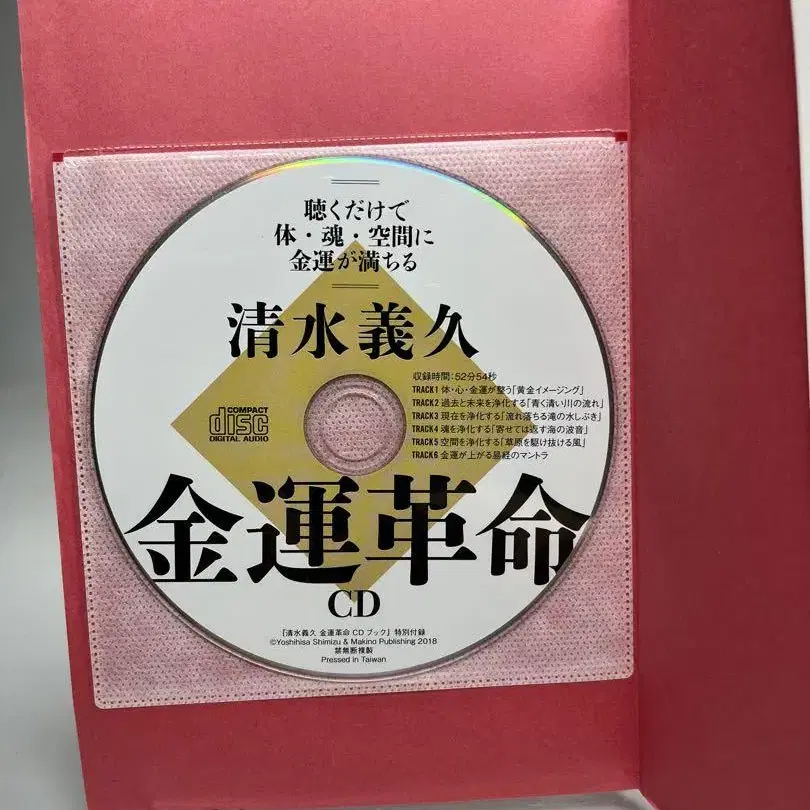 聴くだけで
体・魂・空間に
金運が満ちる
清水義久
収録時間:52分54秒
TRACK1 体・心・金運が整う「黄金イメージング」
TRACK2 過去と未来を浄化する「青く清い川の流れ」
TRACK3 現在を浄化する「流れ落ちる滝の水しぶき」
TRACK4 魂を浄化する「寄せては返す海の波音」
TRACK5 空間を浄化する「草原を駆け抜ける風」
TRACK6 金運が上がる易経のマントラ
COMPACT
disc
DIGITAL AUDIO
金運革命
CD
『清水義久 金運革命 CD ブック』特別付録
©Yoshihisa Shimizu & Makino Publishing 2018
禁無断複製
Pressed in Taiwan